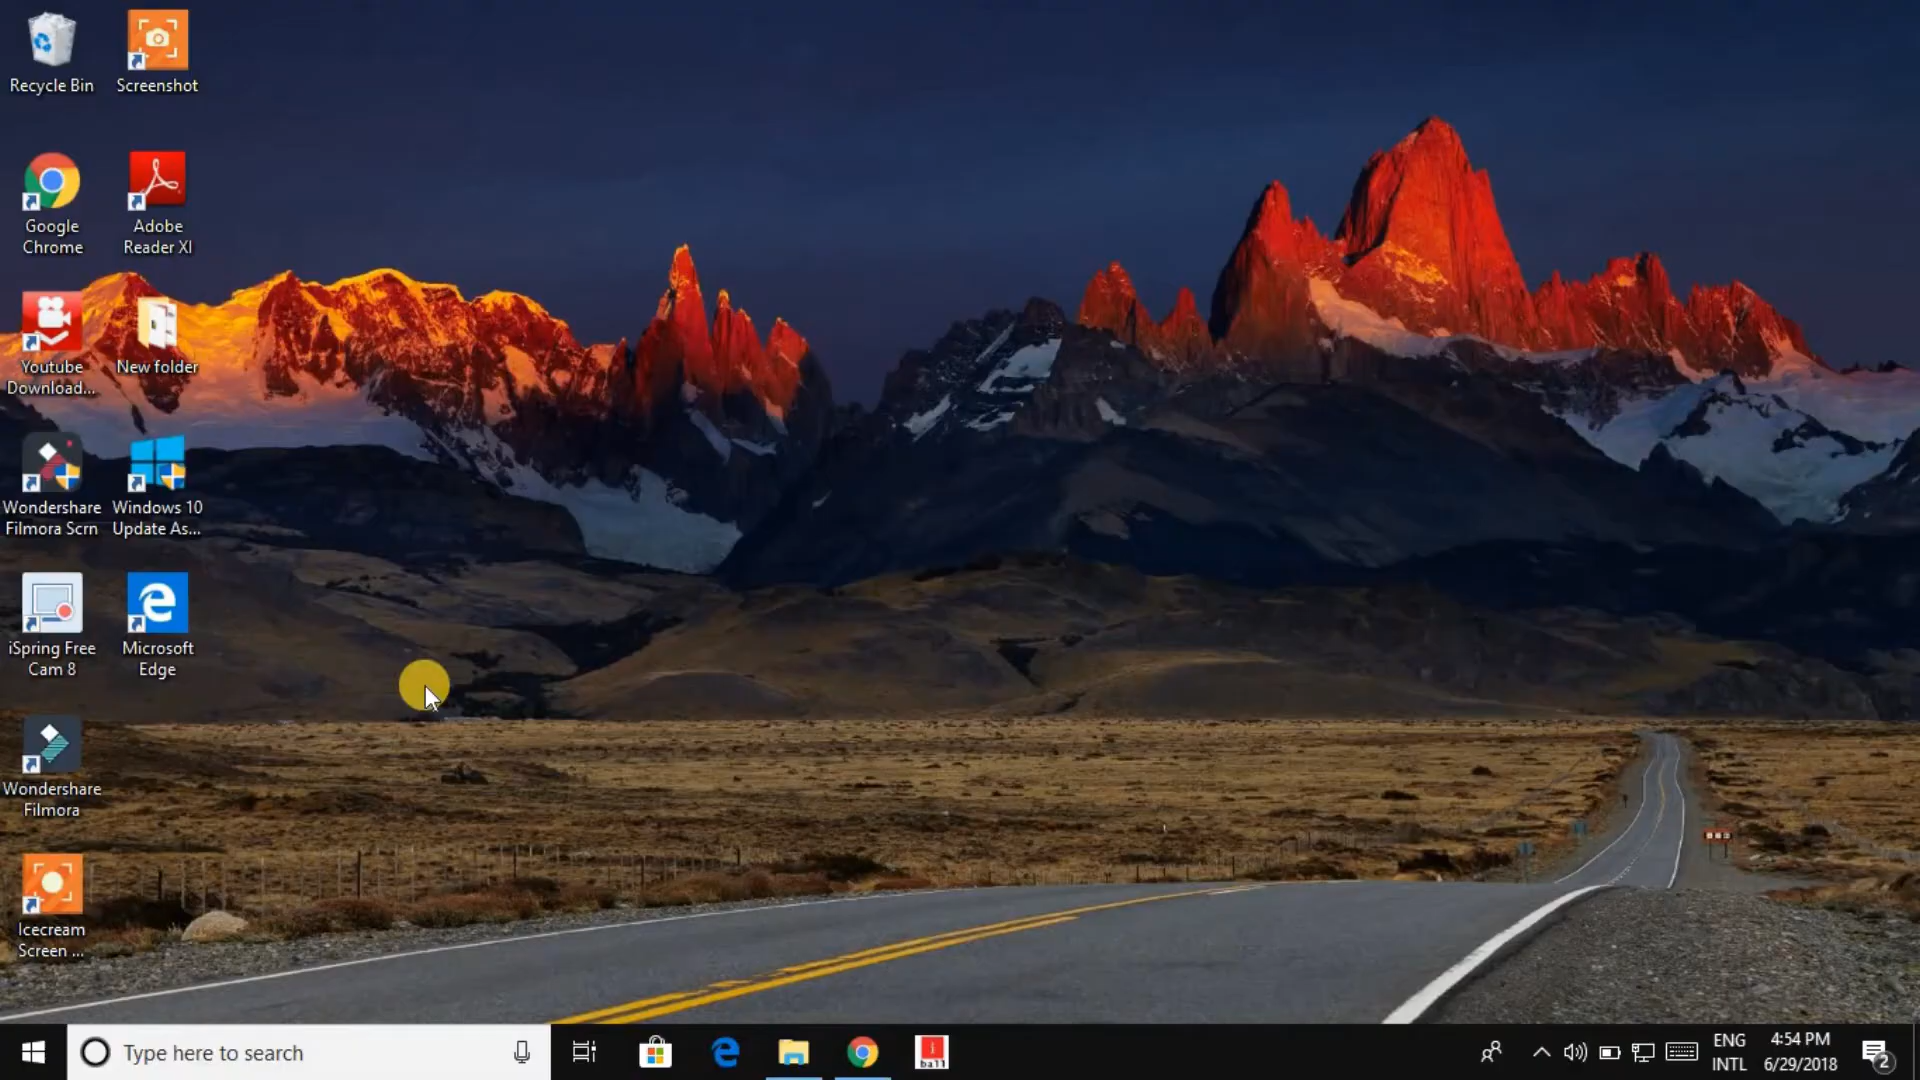 Recycle Bin
Screenshot
Google
Chrome
Adobe
Reader XI
Youtube
Download...
New folder
Wondershare
Filmora Scrn
Windows 10
Update As...
iSpring Free
Cam 8
Microsoft
Edge
Wondershare
Filmora
Icecream
Screen ...
Type here to search
i
ball
ENG
INTL
4:54 PM
6/29/2018
2